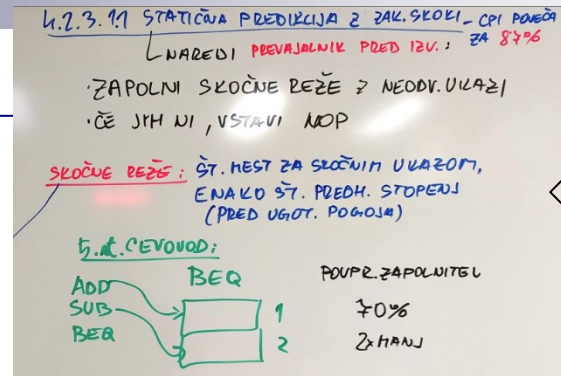 4.2.3.1.1 STATIČNA PREDIKCIJA Z ZAK. SKOKI - CPI POVEČA ZA 87%
NAREDI PREVAJALNIK PRED IZV.:
· ZAPOLNI SKOČNE REŽE Z NEODV. UKAZI
· ČE JIH NI, VSTAVI NOP
SKOČNE REŽE: ŠT. MEST ZA SKOČNIM UKAZOM,
ENAKO ŠT. PREDH. STOPENJ
(PRED UGOT. POGOJA)
5. st. CEVOVOD:
BEQ
POVPR. ZAPOLNITEV
ADD
SUB
BEQ
1 70%
2 2x MANJ